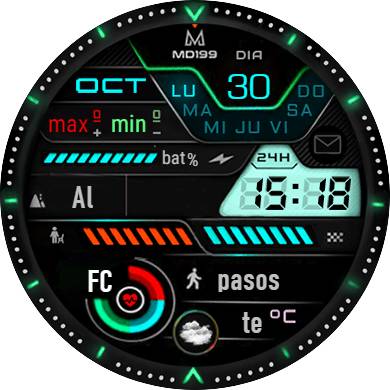 MD199 DIA
OCT LU 30 DO
MA SA
MI JU VI
max + min -
bat%
24H
Al 15:18
FC pasos
te °C